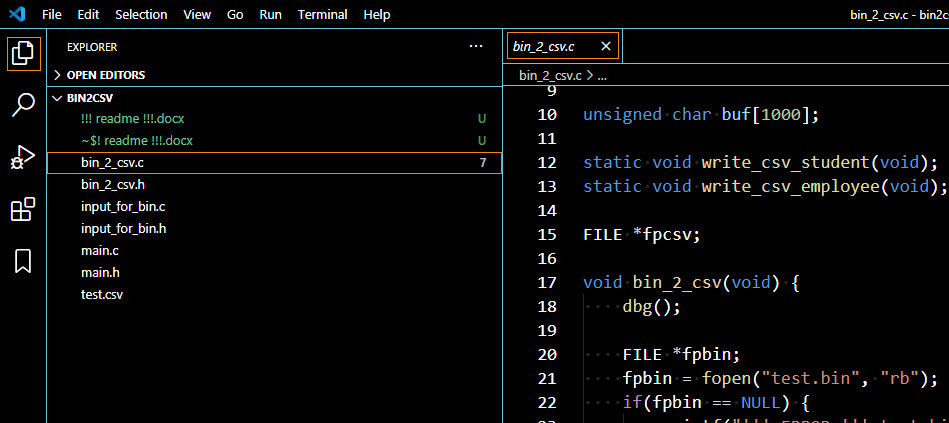 File Edit Selection View Go Run Terminal Help bin_2_csv.c - bin2cs
EXPLORER ...
OPEN EDITORS
BIN2CSV
!!! readme !!!.docx U
~$! readme !!!.docx U
bin_2_csv.c 7
bin_2_csv.h
input_for_bin.c
input_for_bin.h
main.c
main.h
test.csv
bin_2_csv.c ×
bin_2_csv.c > ...
9
10 unsigned char buf[1000];
11
12 static void write_csv_student(void);
13 static void write_csv_employee(void);
14
15 FILE *fpcsv;
16
17 void bin_2_csv(void) {
18 dbg();
19
20 FILE *fpbin;
21 fpbin = fopen("test.bin", "rb");
22 if(fpbin == NULL) {